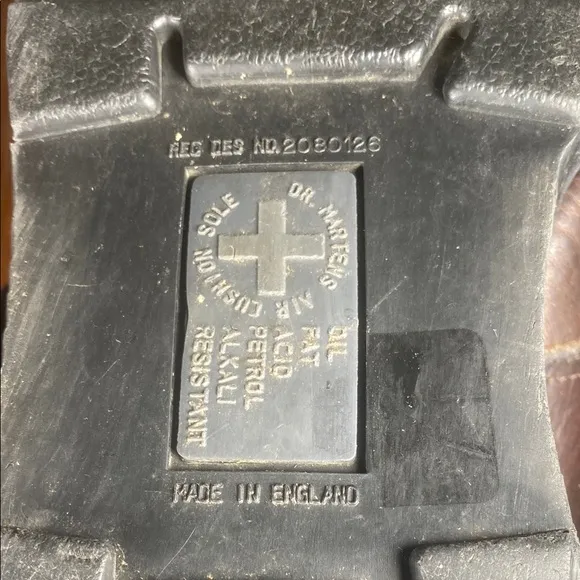 REG DES NO. 2080126
DR. MARTENS AIR CUSHION SOLE
OIL
FAT
ACID
PETROL
ALKALI
RESISTANT
MADE IN ENGLAND